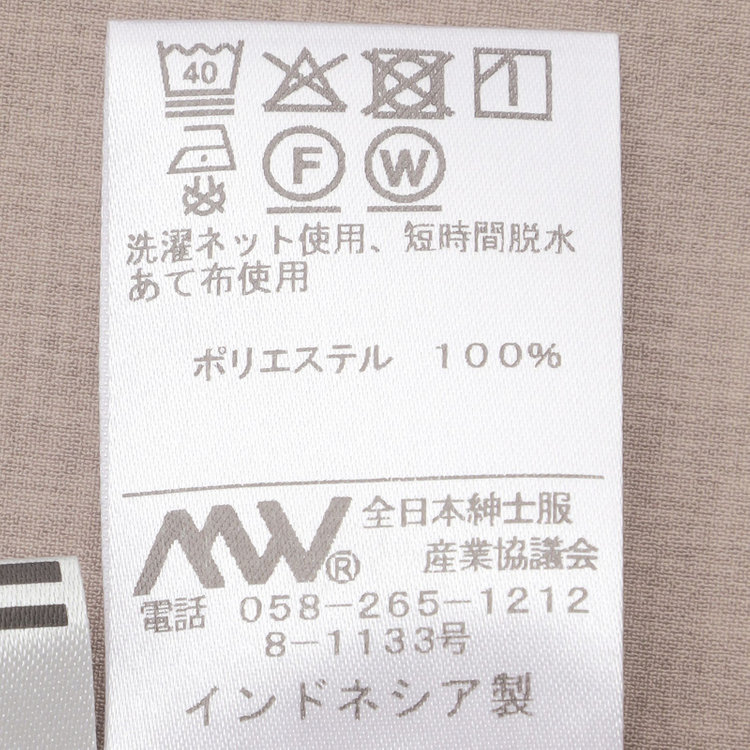 40
F W
洗濯ネット使用、短時間脱水
あて布使用
ポリエステル 100%
MW® 全日本紳士服
産業協議会
電話 058-265-1212
8-1133号
インドネシア製